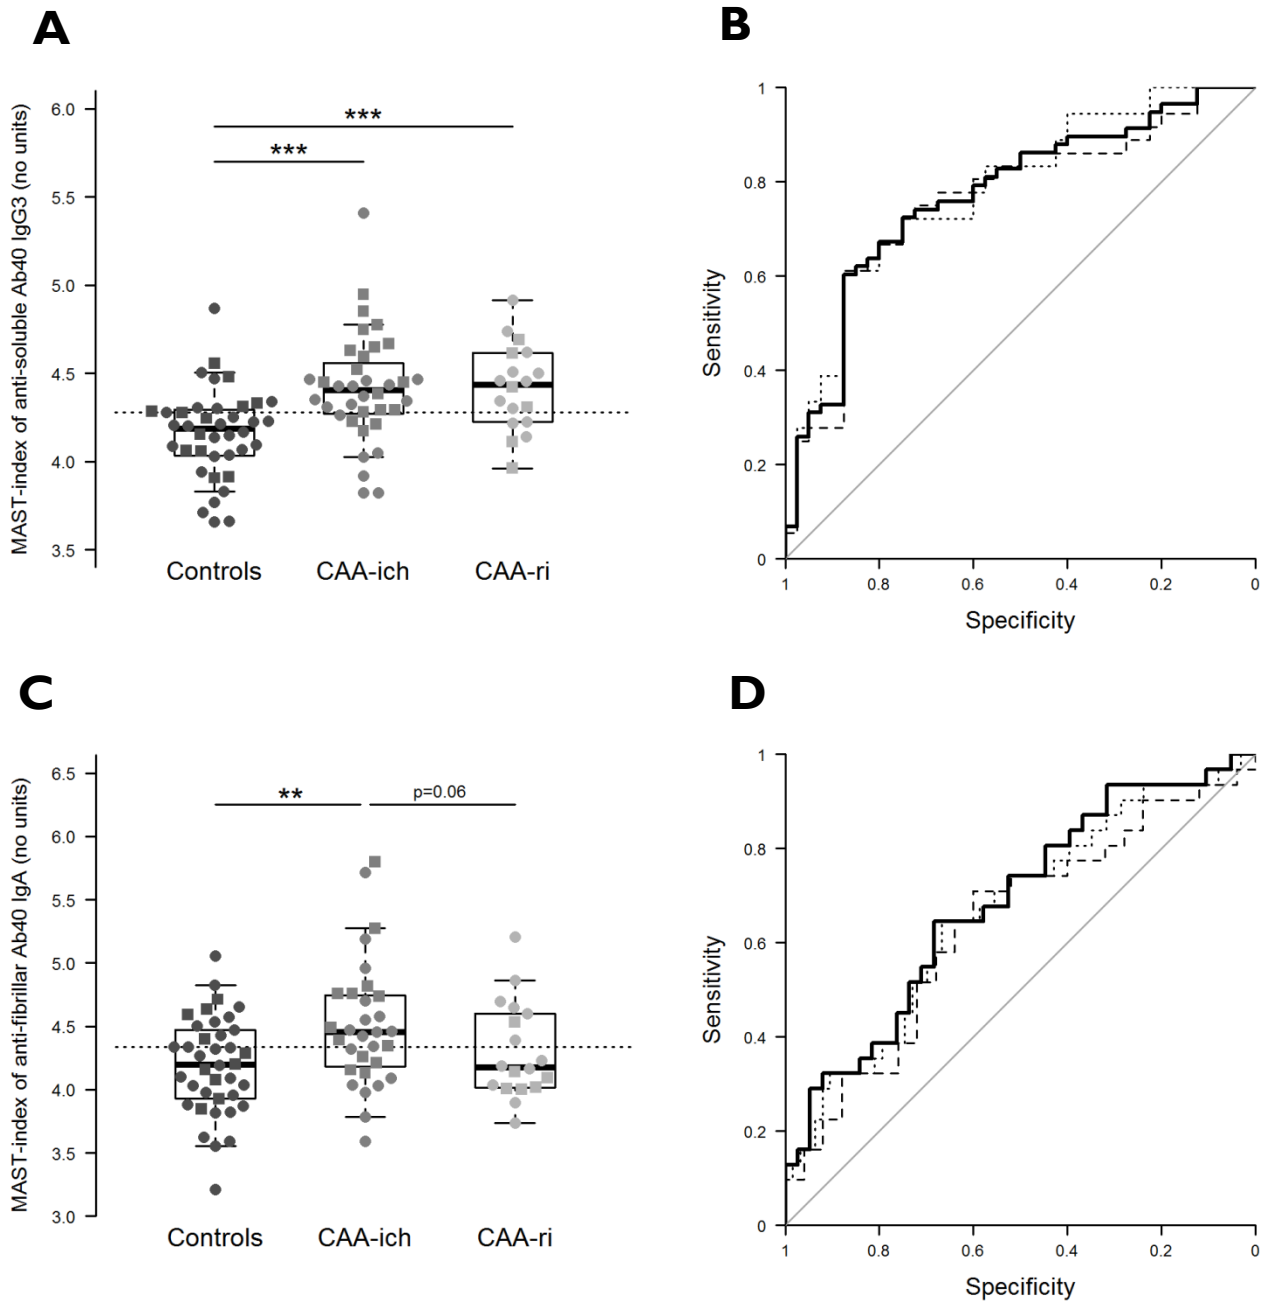 A
MAST-index of anti-soluble Ab40 IgG3 (no units)
6.0
5.5
5.0
4.5
4.0
3.5
***
***
Controls CAA-ich CAA-ri
B
Sensitivity
1
0.8
0.6
0.4
0.2
0
1 0.8 0.6 0.4 0.2 0
Specificity
C
MAST-index of anti-fibrillar Ab40 IgA (no units)
6.5
6.0
5.5
5.0
4.5
4.0
3.5
3.0
** p=0.06
Controls CAA-ich CAA-ri
D
Sensitivity
1
0.8
0.6
0.4
0.2
0
1 0.8 0.6 0.4 0.2 0
Specificity